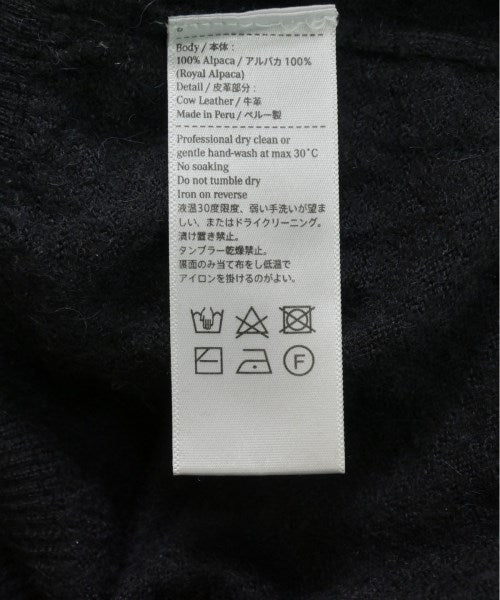 Body / 本体 :
100% Alpaca / アルパカ 100%
(Royal Alpaca)
Detail / 皮革部分 :
Cow Leather / 牛革
Made in Peru / ペルー製
Professional dry clean or
gentle hand-wash at max 30˚C
No soaking
Do not tumble dry
Iron on reverse
液温30度限度、弱い手洗いが望ま
しい、またはドライクリーニング。
漬け置き禁止。
タンブラー乾燥禁止。
裏面のみ当て布をし低温で
アイロンを掛けるのがよい。
F